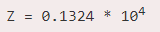 Z = 0.1324 * 10⁴